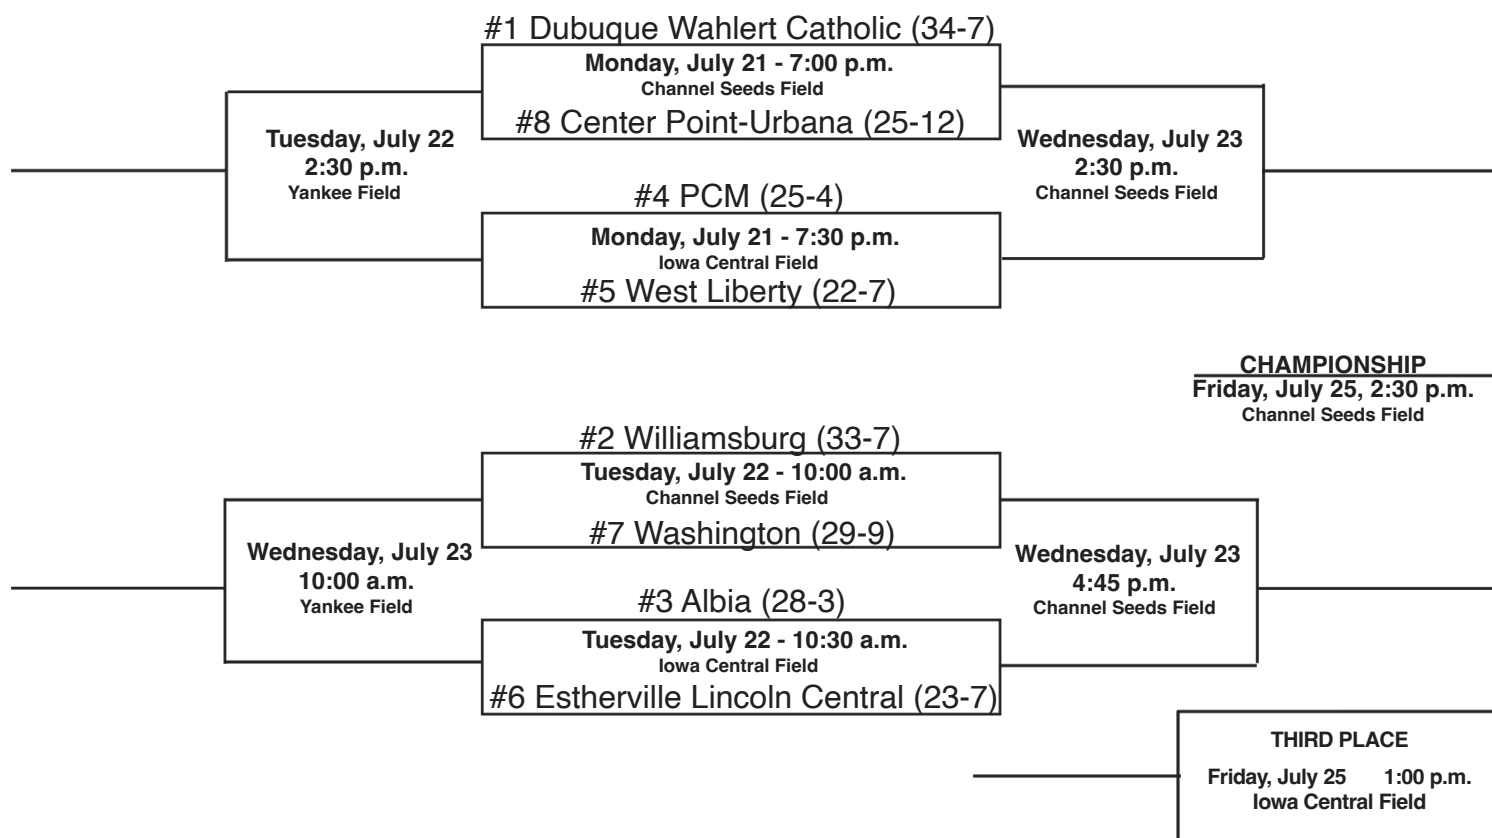 #1 Dubuque Wahlert Catholic (34-7)
Monday, July 21 - 7:00 p.m.
Channel Seeds Field
#8 Center Point-Urbana (25-12)
Tuesday, July 22
2:30 p.m.
Yankee Field
Wednesday, July 23
2:30 p.m.
Channel Seeds Field
#4 PCM (25-4)
Monday, July 21 - 7:30 p.m.
Iowa Central Field
#5 West Liberty (22-7)
CHAMPIONSHIP
Friday, July 25, 2:30 p.m.
Channel Seeds Field
#2 Williamsburg (33-7)
Tuesday, July 22 - 10:00 a.m.
Channel Seeds Field
#7 Washington (29-9)
Wednesday, July 23
10:00 a.m.
Yankee Field
Wednesday, July 23
4:45 p.m.
Channel Seeds Field
#3 Albia (28-3)
Tuesday, July 22 - 10:30 a.m.
Iowa Central Field
#6 Estherville Lincoln Central (23-7)
THIRD PLACE
Friday, July 25 1:00 p.m.
Iowa Central Field